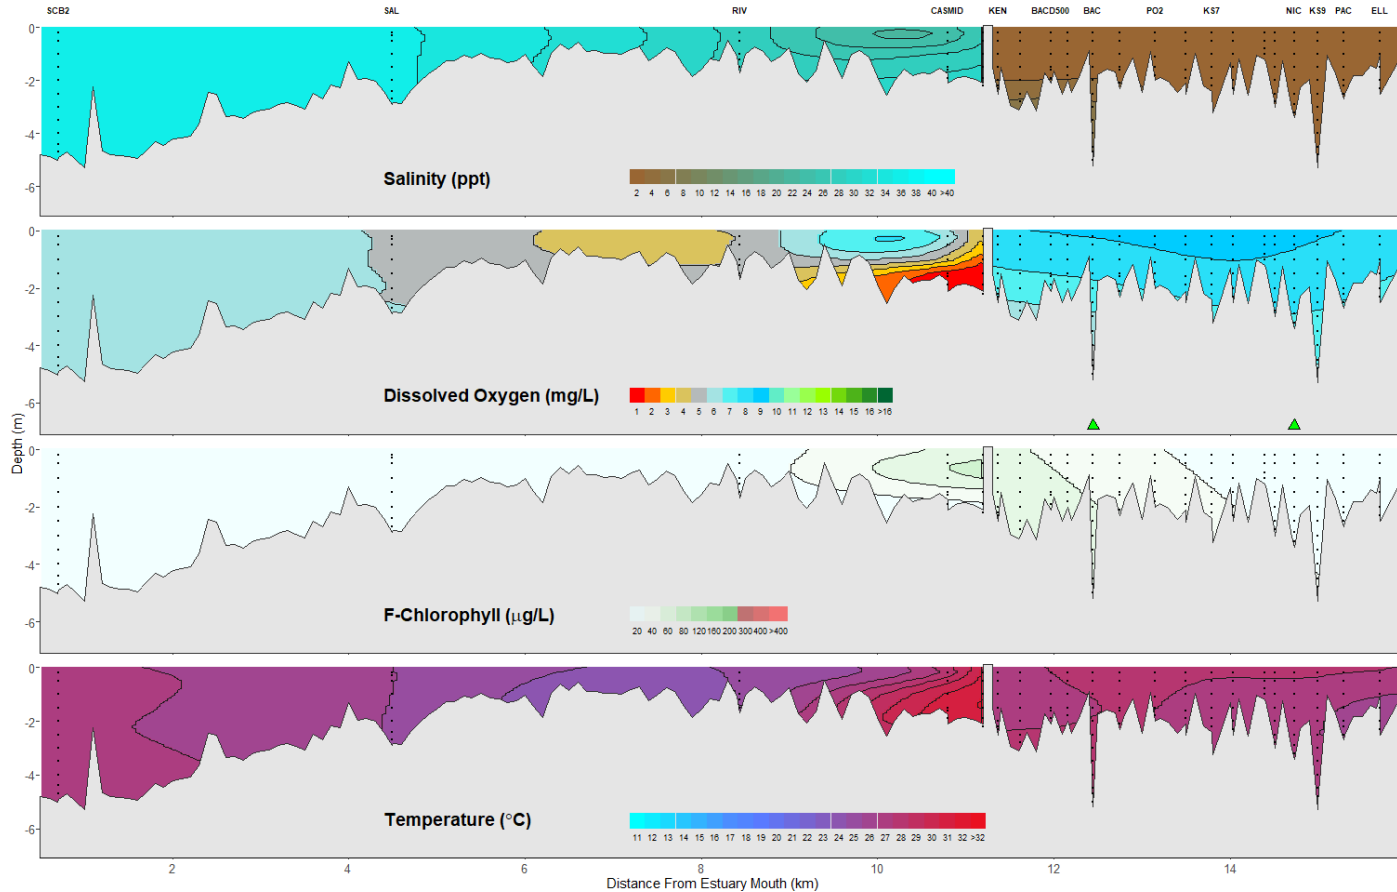 SCB2 SAL RIV CASMID KEN BACD500 BAC PO2 KS7 NIC KS9 PAC ELL
0
-2
-4
-6
Salinity (ppt)
2 4 6 8 10 12 14 16 18 20 22 24 26 28 30 32 34 36 38 40 >40
0
-2
-4
-6
Dissolved Oxygen (mg/L)
1 2 3 4 5 6 7 8 9 10 11 12 13 14 15 16 >16
Depth (m)
0
-2
-4
-6
F-Chlorophyll (μg/L)
20 40 60 80 120 160 200 300 400 >400
0
-2
-4
-6
Temperature (°C)
11 12 13 14 15 16 17 18 19 20 21 22 23 24 25 26 27 28 29 30 31 32 >32
2 4 6 8 10 12 14
Distance From Estuary Mouth (km)